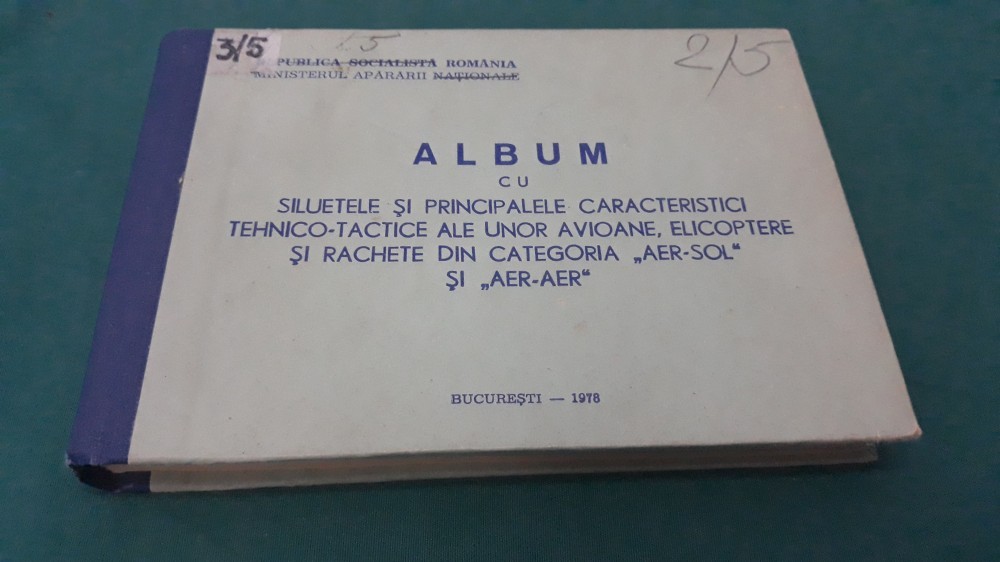 3/5
2/5
PUBLICA SOCIALISTĂ ROMÂNIA
MINISTERUL APĂRĂRII NAȚIONALE
ALBUM
CU
SILUETELE ȘI PRINCIPALELE CARACTERISTICI
TEHNICO-TACTICE ALE UNOR AVIOANE, ELICOPTERE
ȘI RACHETE DIN CATEGORIA „AER-SOL“
ȘI „AER-AER“
BUCUREȘTI — 1978